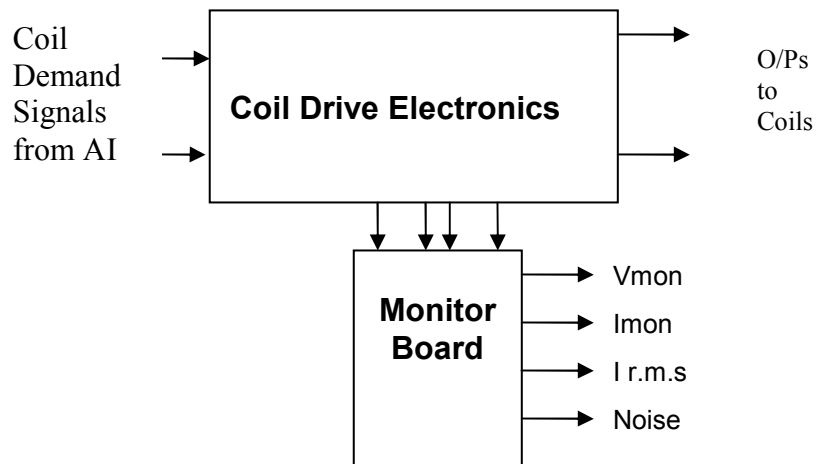 Coil
Demand
Signals
from AI
Coil Drive Electronics
O/Ps
to
Coils
Monitor
Board
Vmon
Imon
I r.m.s
Noise